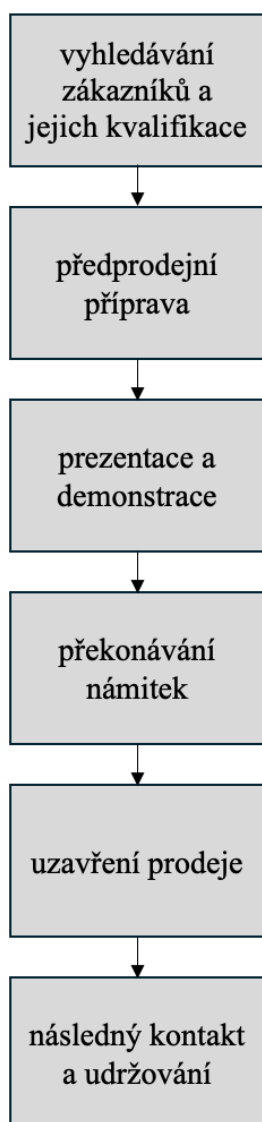 vyhledávání
zákazníků a
jejich kvalifikace
předprodejní
příprava
prezentace a
demonstrace
překonávání
námitek
uzavření prodeje
následný kontakt
a udržování